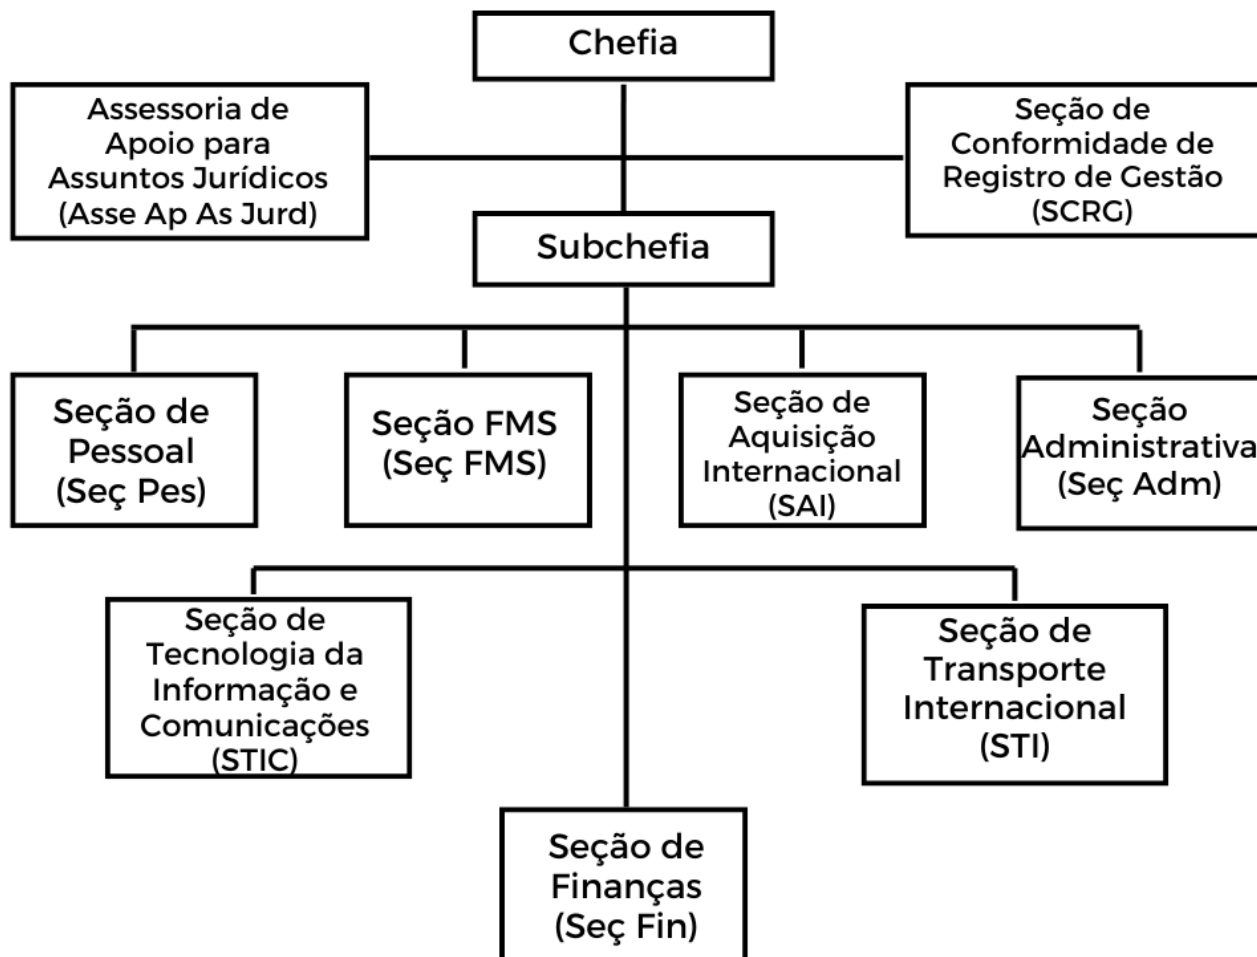 Chefia
Assessoria de
Apoio para
Assuntos Jurídicos
(Asse Ap As Jurd)
Seção de
Conformidade de
Registro de Gestão
(SCRG)
Subchefia
Seção de
Pessoal
(Seç Pes)
Seção FMS
(Seç FMS)
Seção de
Aquisição
Internacional
(SAI)
Seção
Administrativa
(Seç Adm)
Seção de
Tecnologia da
Informação e
Comunicações
(STIC)
Seção de
Transporte
Internacional
(STI)
Seção de
Finanças
(Seç Fin)